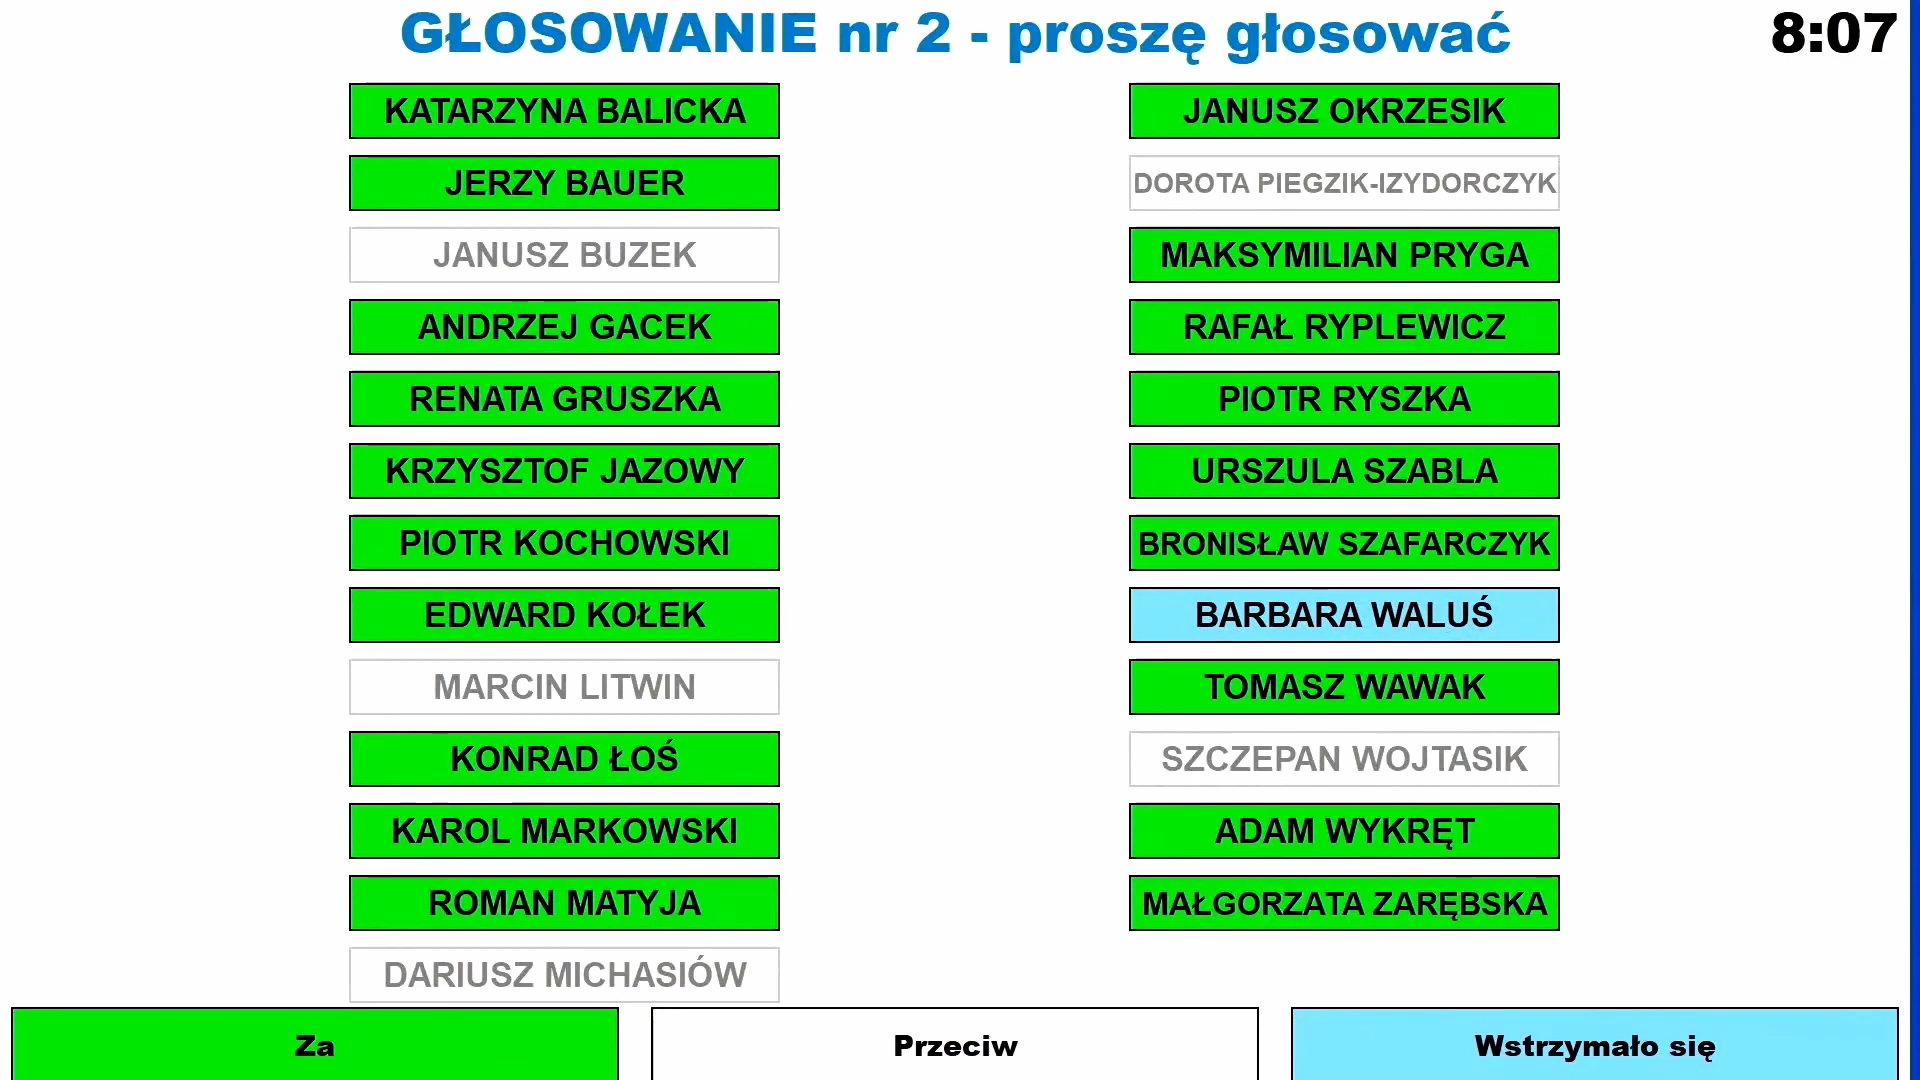 GŁOSOWANIE nr 2 - proszę głosować
8:07
KATARZYNA BALICKA
JERZY BAUER
JANUSZ BUZEK
ANDRZEJ GACEK
RENATA GRUSZKA
KRZYSZTOF JAZOWY
PIOTR KOCHOWSKI
EDWARD KOŁEK
MARCIN LITWIN
KONRAD ŁOŚ
KAROL MARKOWSKI
ROMAN MATYJA
DARIUSZ MICHASIÓW
JANUSZ OKRZESIK
DOROTA PIEGZIK-IZYDORCZYK
MAKSYMILIAN PRYGA
RAFAŁ RYPLEWICZ
PIOTR RYSZKA
URSZULA SZABLA
BRONISŁAW SZAFARCZYK
BARBARA WALUŚ
TOMASZ WAWAK
SZCZEPAN WOJTASIK
ADAM WYKRĘT
MAŁGORZATA ZARĘBSKA
Za
Przeciw
Wstrzymało się